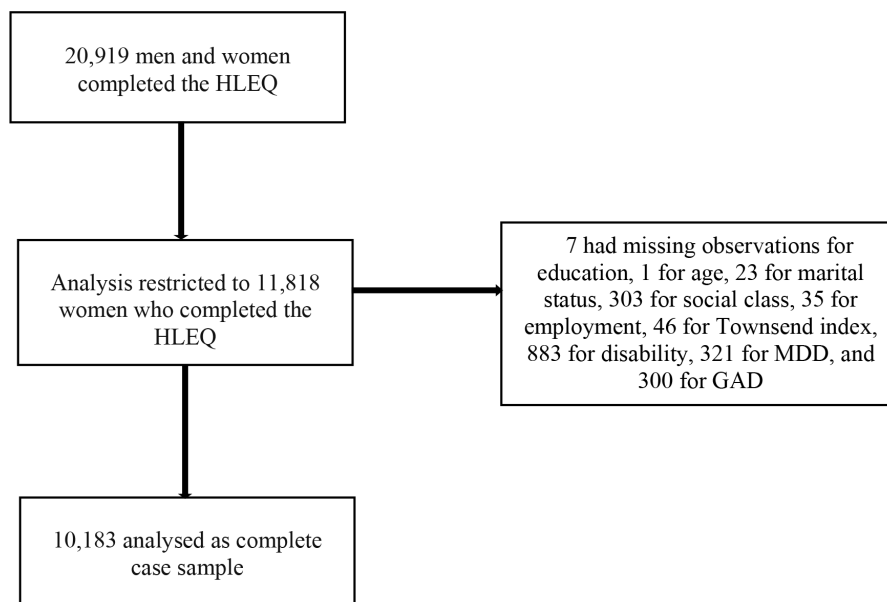 20,919 men and women
completed the HLEQ
Analysis restricted to 11,818
women who completed the
HLEQ
7 had missing observations for
education, 1 for age, 23 for marital
status, 303 for social class, 35 for
employment, 46 for Townsend index,
883 for disability, 321 for MDD, and
300 for GAD
10,183 analysed as complete
case sample